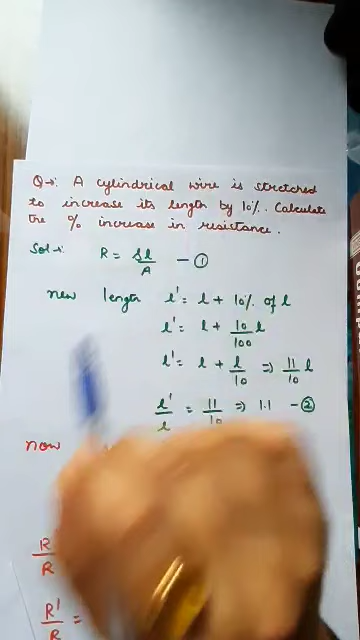 Q→: A cylindrical wire is stretched
to increase its length by 10%. Calculate
the % increase in resistance.
Sol→: R = ρl/A — ①
new length l' = l + 10% of l
l' = l + 10/100 l
l' = l + l/10 ⇒ 11/10 l
l'/l = 11/10 ⇒ 1.1 — ②
now
R
R
R'/R =